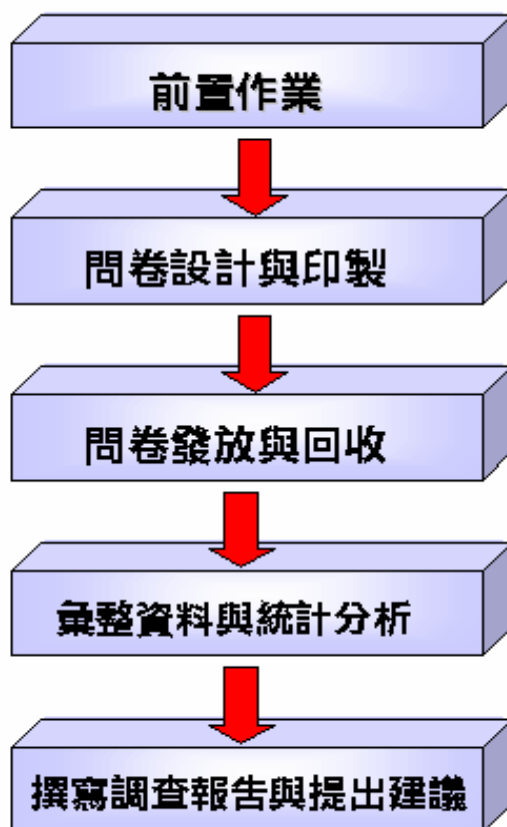 前置作業
問卷設計與印製
問卷發放與回收
彙整資料與統計分析
撰寫調查報告與提出建議